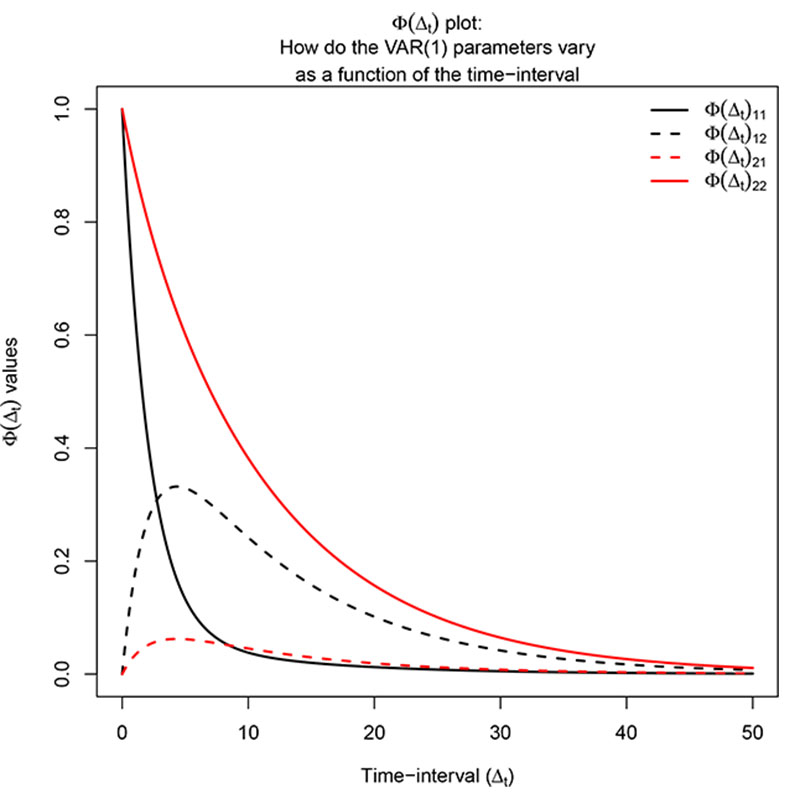 Φ(Δt) plot:
How do the VAR(1) parameters vary
as a function of the time−interval
Φ(Δt)11
Φ(Δt)12
Φ(Δt)21
Φ(Δt)22
Φ(Δt) values
1.0
0.8
0.6
0.4
0.2
0.0
0 10 20 30 40 50
Time−interval (Δt)